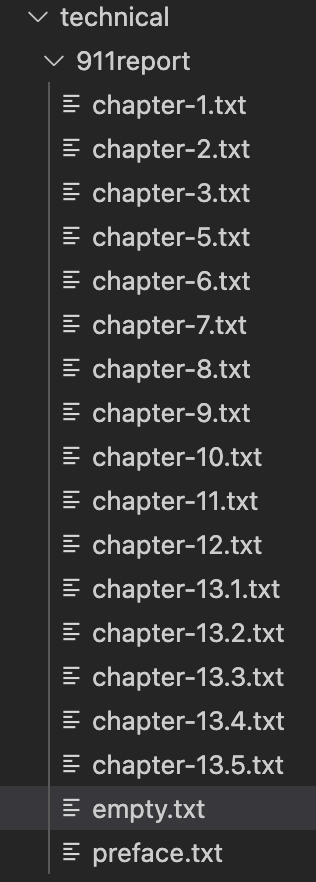 technical
911report
chapter-1.txt
chapter-2.txt
chapter-3.txt
chapter-5.txt
chapter-6.txt
chapter-7.txt
chapter-8.txt
chapter-9.txt
chapter-10.txt
chapter-11.txt
chapter-12.txt
chapter-13.1.txt
chapter-13.2.txt
chapter-13.3.txt
chapter-13.4.txt
chapter-13.5.txt
empty.txt
preface.txt